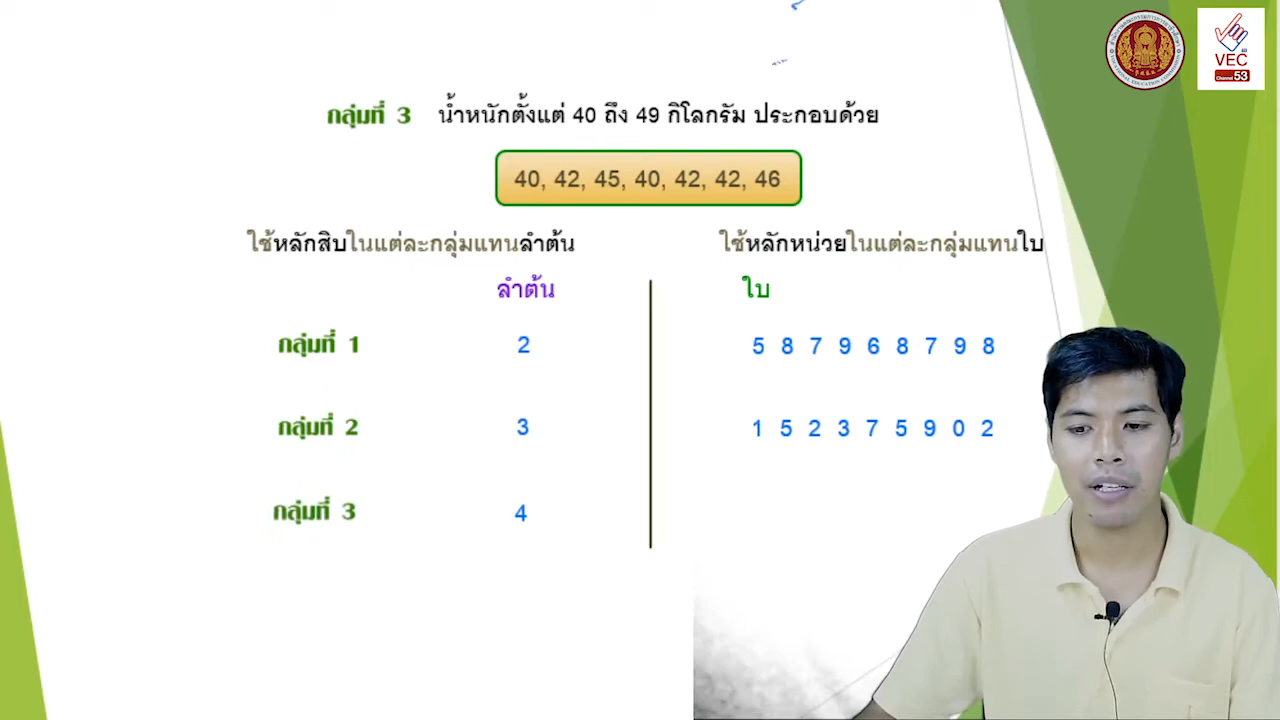 VEC
Channel 53
VOCATIONAL EDUCATION COMMISSION
กลุ่มที่ 3 น้ำหนักตั้งแต่ 40 ถึง 49 กิโลกรัม ประกอบด้วย
40, 42, 45, 40, 42, 42, 46
ใช้หลักสิบในแต่ละกลุ่มแทนลำต้น ใช้หลักหน่วยในแต่ละกลุ่มแทนใบ
ลำต้น ใบ
กลุ่มที่ 1 2 5 8 7 9 6 8 7 9 8
กลุ่มที่ 2 3 1 5 2 3 7 5 9 0 2
กลุ่มที่ 3 4